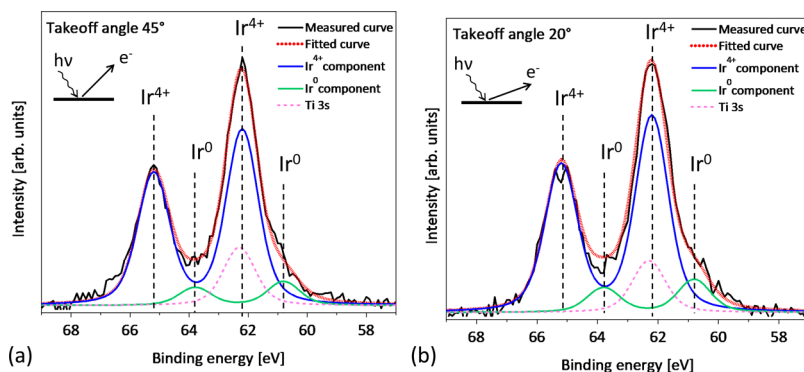 Takeoff angle 45°
hν
e-
Ir4+
Ir0
Ir4+
Ir0
Measured curve
Fitted curve
Ir4+ component
Ir0 component
Ti 3s
Intensity [arb. units]
68 66 64 62 60 58
Binding energy [eV]
(a)
Takeoff angle 20°
hν
e-
Ir4+
Ir0
Ir4+
Ir0
Measured curve
Fitted curve
Ir4+ component
Ir0 component
Ti 3s
Intensity [arb. units]
68 66 64 62 60 58
Binding energy [eV]
(b)